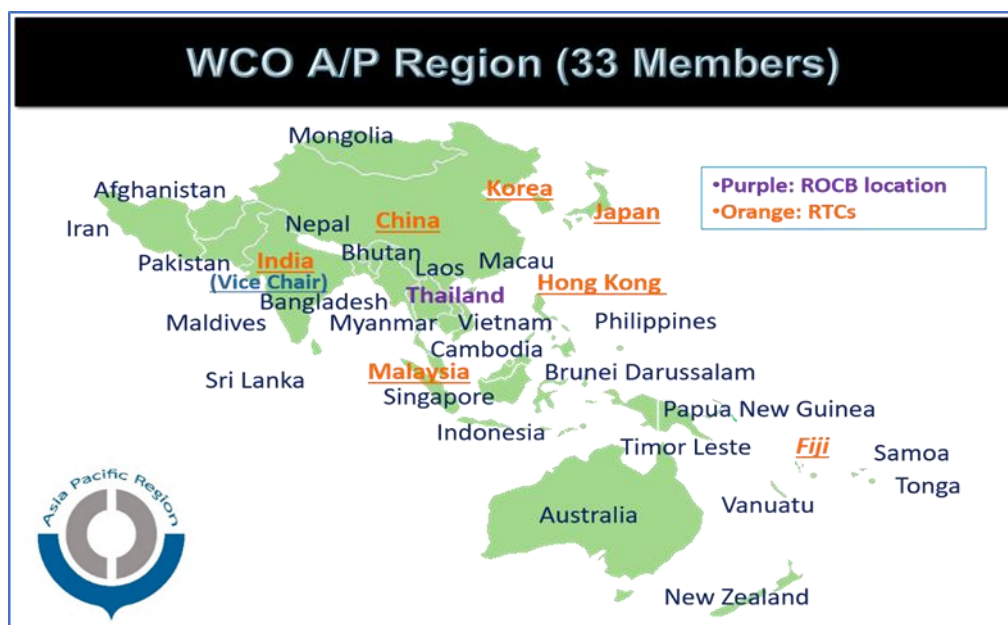 WCO A/P Region (33 Members)
Mongolia
•Purple: ROCB location
•Orange: RTCs
Korea
Afghanistan
Japan
Iran
Nepal
China
Bhutan
Pakistan
India
Laos
Macau
(Vice Chair)
Hong Kong
Thailand
Bangladesh
Maldives
Myanmar
Vietnam
Philippines
Cambodia
Sri Lanka
Malaysia
Brunei Darussalam
Singapore
Papua New Guinea
Indonesia
Timor Leste
Fiji
Samoa
Tonga
Vanuatu
Australia
New Zealand
Asia Pacific Region